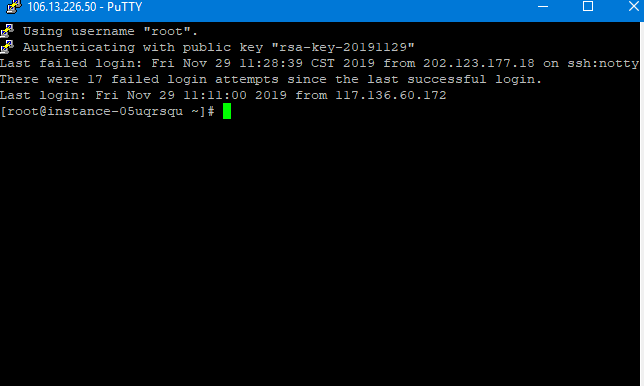 106.13.226.50 - PuTTY
Using username "root".
Authenticating with public key "rsa-key-20191129"
Last failed login: Fri Nov 29 11:28:39 CST 2019 from 202.123.177.18 on ssh:notty
There were 17 failed login attempts since the last successful login.
Last login: Fri Nov 29 11:11:00 2019 from 117.136.60.172
[root@instance-05uqrsqu ~]#